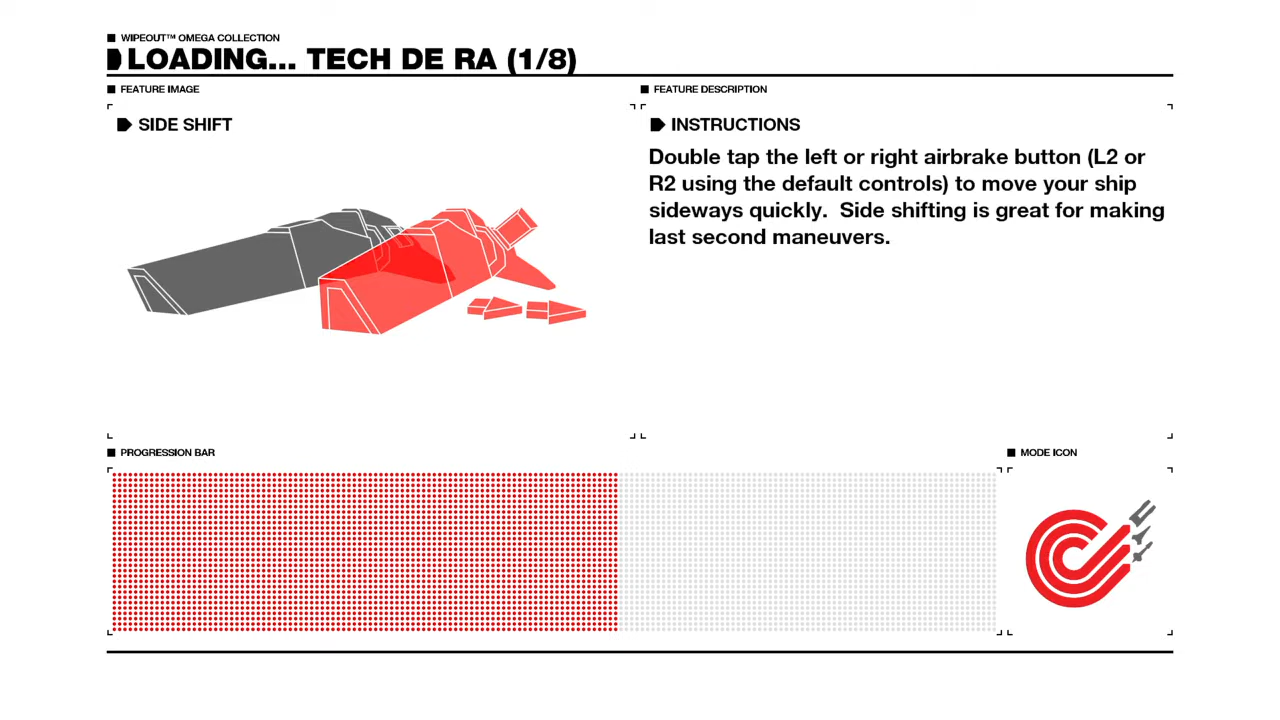 WIPEOUT™ OMEGA COLLECTION
LOADING... TECH DE RA (1/8)
FEATURE IMAGE
SIDE SHIFT
FEATURE DESCRIPTION
INSTRUCTIONS
Double tap the left or right airbrake button (L2 or
R2 using the default controls) to move your ship
sideways quickly.  Side shifting is great for making
last second maneuvers.
PROGRESSION BAR
MODE ICON